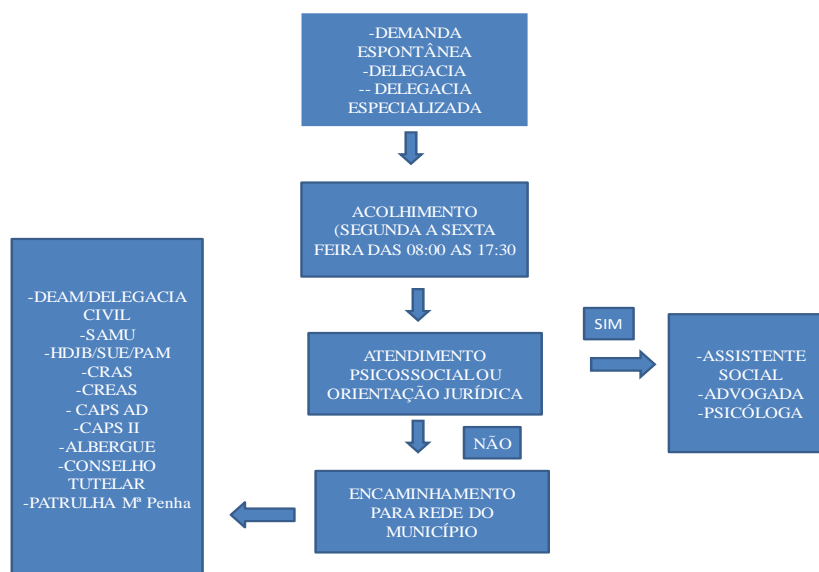 -DEMANDA
ESPONTÂNEA
-DELEGACIA
-- DELEGACIA
ESPECIALIZADA
ACOLHIMENTO
(SEGUNDA A SEXTA
FEIRA DAS 08:00 AS 17:30
ATENDIMENTO
PSICOSSOCIAL OU
ORIENTAÇÃO JURÍDICA
SIM
-ASSISTENTE
SOCIAL
-ADVOGADA
-PSICÓLOGA
NÃO
ENCAMINHAMENTO
PARA REDE DO
MUNICÍPIO
-DEAM/DELEGACIA
CIVIL
-SAMU
-HDJB/SUE/PAM
-CRAS
-CREAS
- CAPS AD
-CAPS II
-ALBERGUE
-CONSELHO
TUTELAR
-PATRULHA Mª Penha